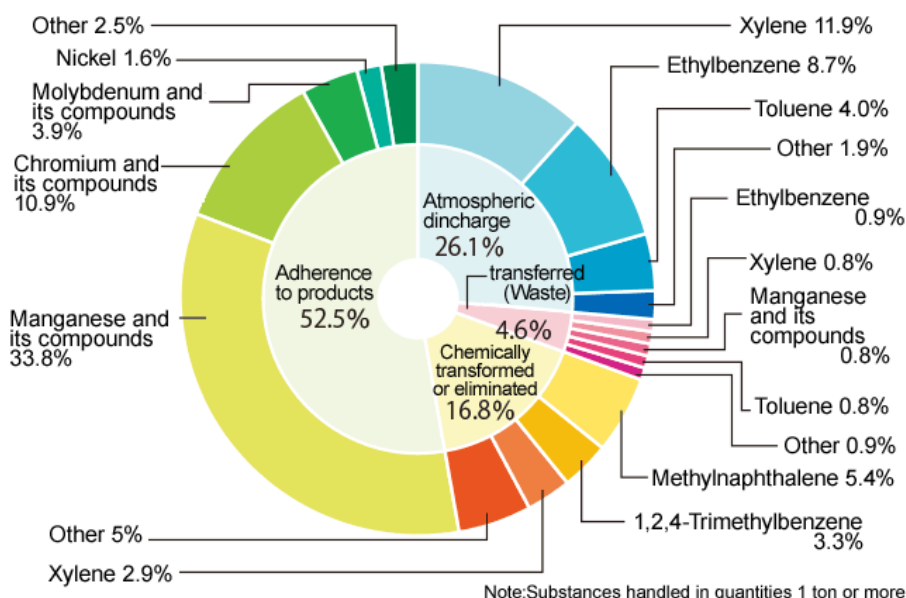 Other 2.5%
Nickel 1.6%
Molybdenum and
its compounds
3.9%
Chromium and
its compounds
10.9%
Manganese and
its compounds
33.8%
Other 5%
Xylene 2.9%
Xylene 11.9%
Ethylbenzene 8.7%
Toluene 4.0%
Other 1.9%
Ethylbenzene
0.9%
Xylene 0.8%
Manganese
and its
compounds
0.8%
Toluene 0.8%
Other 0.9%
Methylnaphthalene 5.4%
1,2,4-Trimethylbenzene
3.3%
Atmospheric
dincharge
26.1%
transferred
(Waste)
4.6%
Chemically
transformed
or eliminated
16.8%
Adherence
to products
52.5%
Note:Substances handled in quantities 1 ton or more